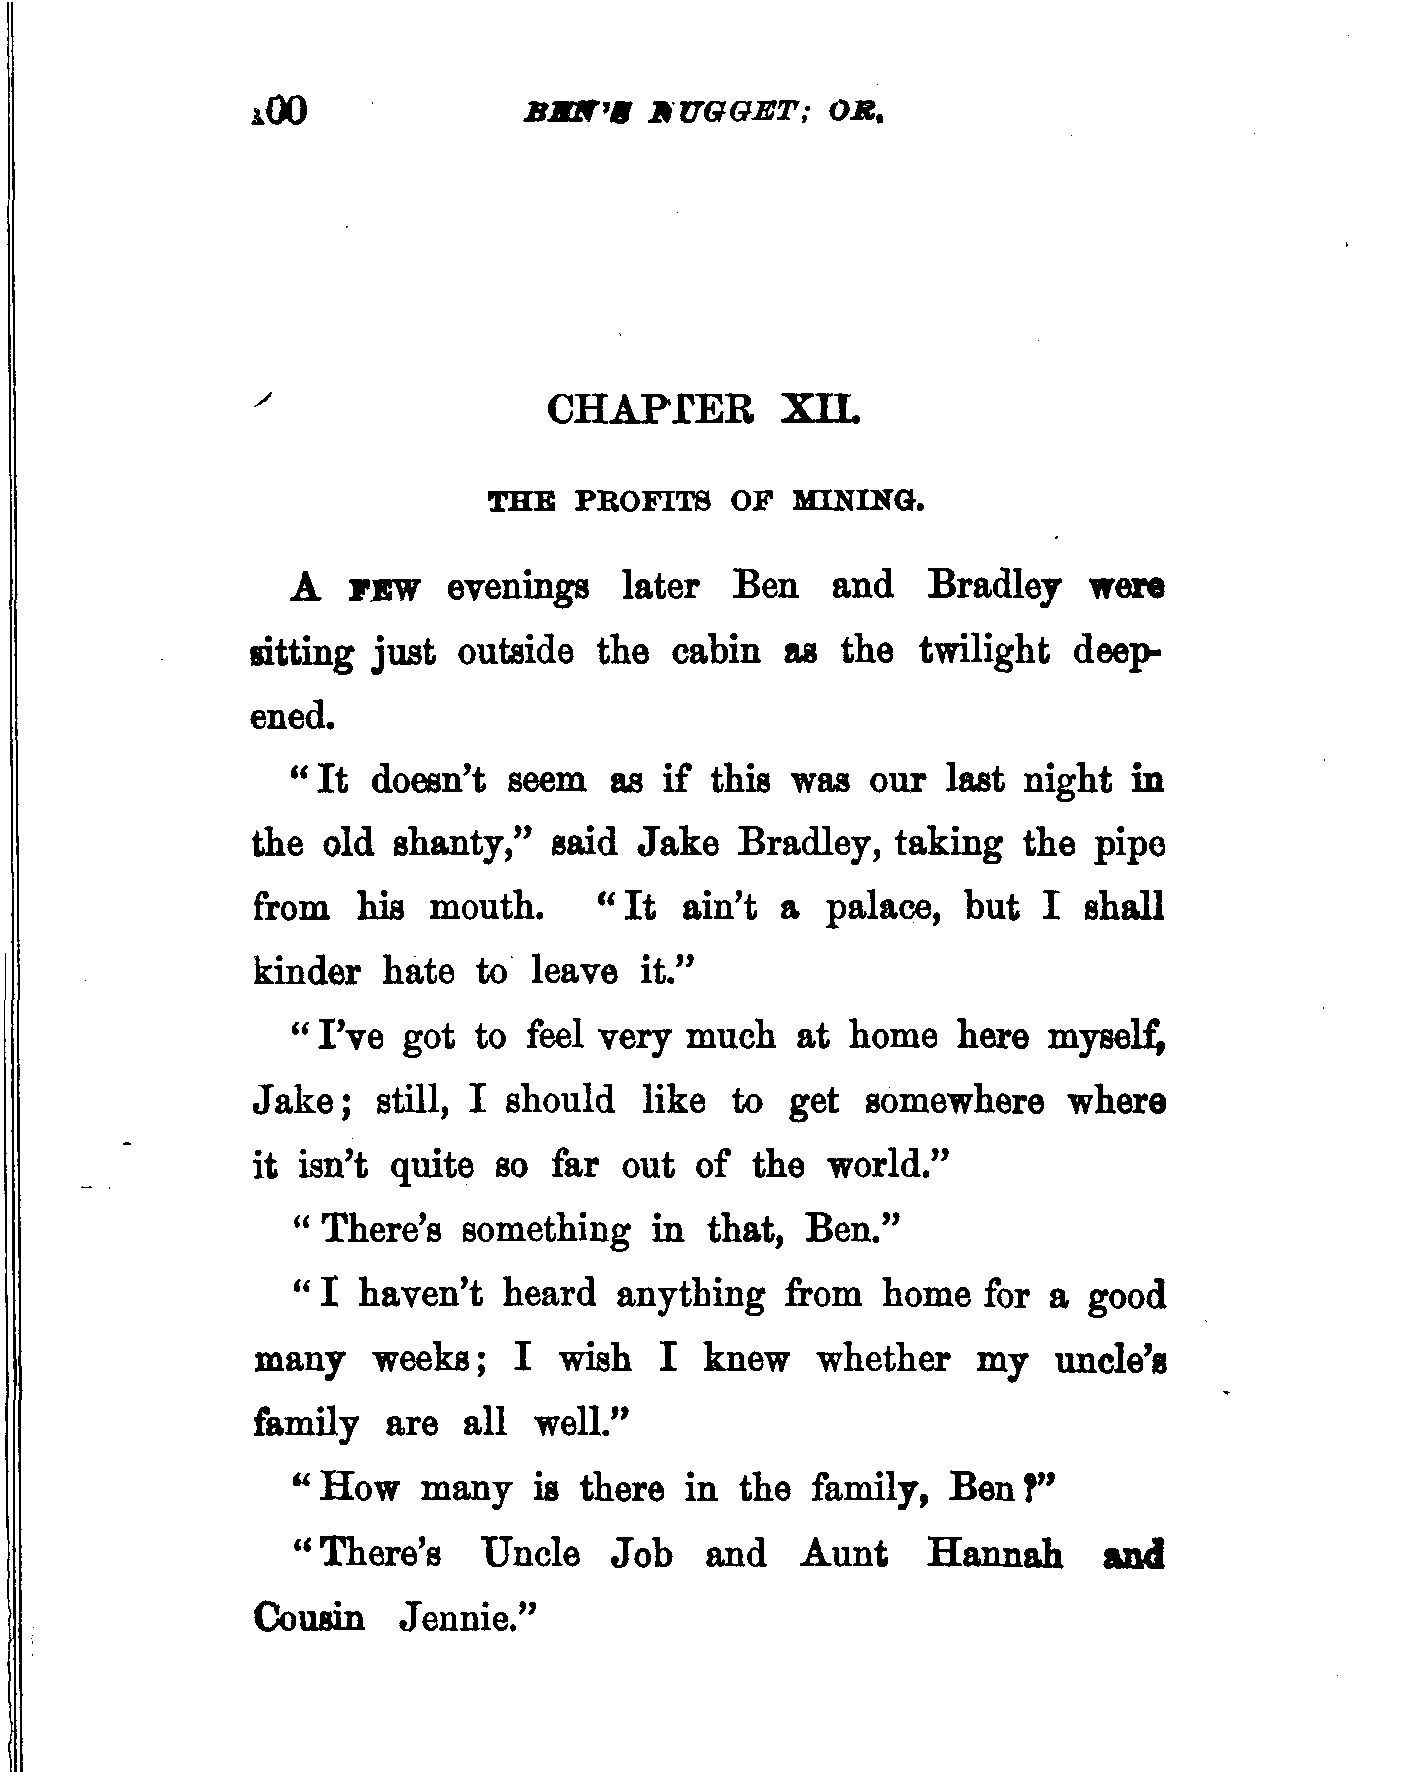 100 BEN'S NUGGET; OR,
CHAPTER XII.
THE PROFITS OF MINING.
A FEW evenings later Ben and Bradley were
sitting just outside the cabin as the twilight deep-
ened.
"It doesn't seem as if this was our last night in
the old shanty," said Jake Bradley, taking the pipe
from his mouth. "It ain't a palace, but I shall
kinder hate to leave it."
"I've got to feel very much at home here myself,
Jake; still, I should like to get somewhere where
it isn't quite so far out of the world."
"There's something in that, Ben."
"I haven't heard anything from home for a good
many weeks; I wish I knew whether my uncle's
family are all well."
"How many is there in the family, Ben?"
"There's Uncle Job and Aunt Hannah and
Cousin Jennie."